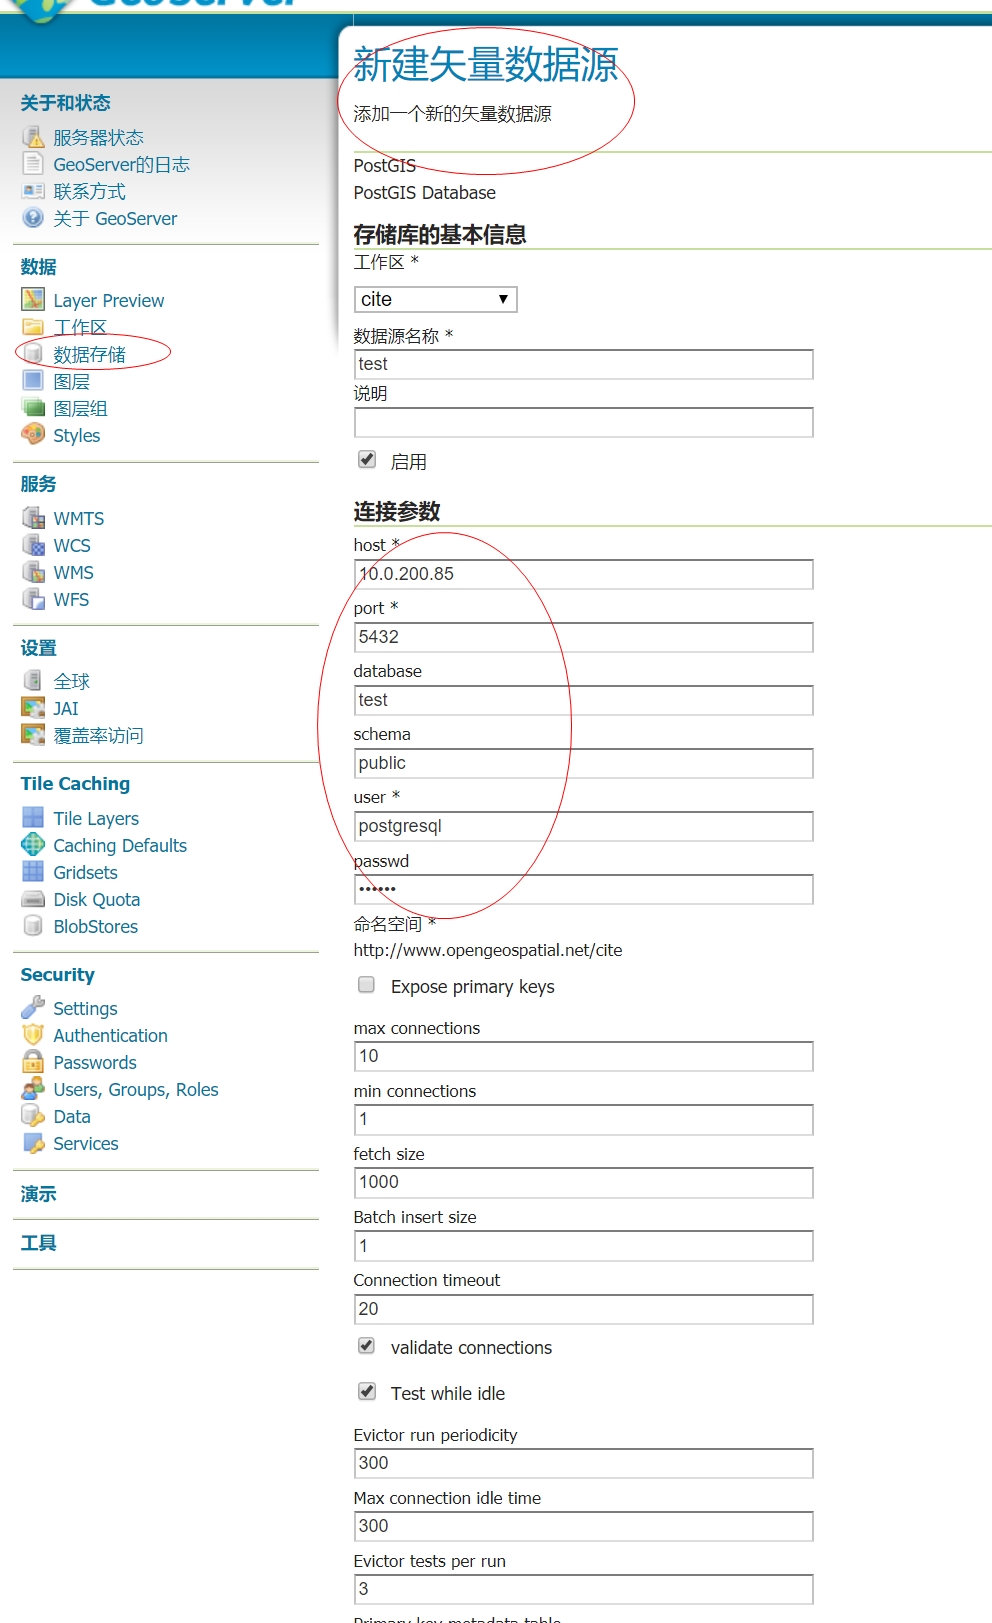 GeoServer
关于和状态
服务器状态
GeoServer的日志
联系方式
关于 GeoServer
数据
Layer Preview
工作区
数据存储
图层
图层组
Styles
服务
WMTS
WCS
WMS
WFS
设置
全球
JAI
覆盖率访问
Tile Caching
Tile Layers
Caching Defaults
Gridsets
Disk Quota
BlobStores
Security
Settings
Authentication
Passwords
Users, Groups, Roles
Data
Services
演示
工具
新建矢量数据源
添加一个新的矢量数据源
PostGIS
PostGIS Database
存储库的基本信息
工作区 *
cite
数据源名称 *
test
说明
启用
连接参数
host *
10.0.200.85
port *
5432
database
test
schema
public
user *
postgresql
passwd
••••••
命名空间 *
http://www.opengeospatial.net/cite
Expose primary keys
max connections
10
min connections
1
fetch size
1000
Batch insert size
1
Connection timeout
20
validate connections
Test while idle
Evictor run periodicity
300
Max connection idle time
300
Evictor tests per run
3
Primary key metadata table